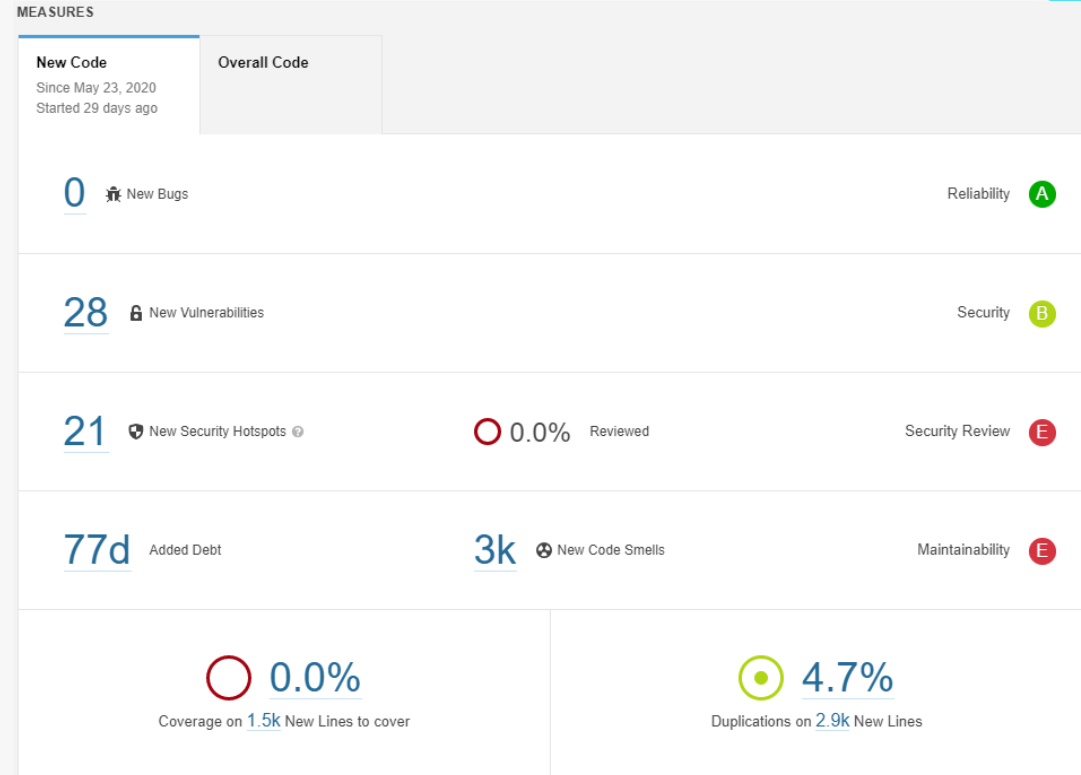 MEASURES
New Code
Since May 23, 2020
Started 29 days ago
Overall Code
0 New Bugs
Reliability A
28 New Vulnerabilities
Security B
21 New Security Hotspots ?
0.0% Reviewed
Security Review E
77d Added Debt
3k New Code Smells
Maintainability E
0.0%
Coverage on 1.5k New Lines to cover
4.7%
Duplications on 2.9k New Lines